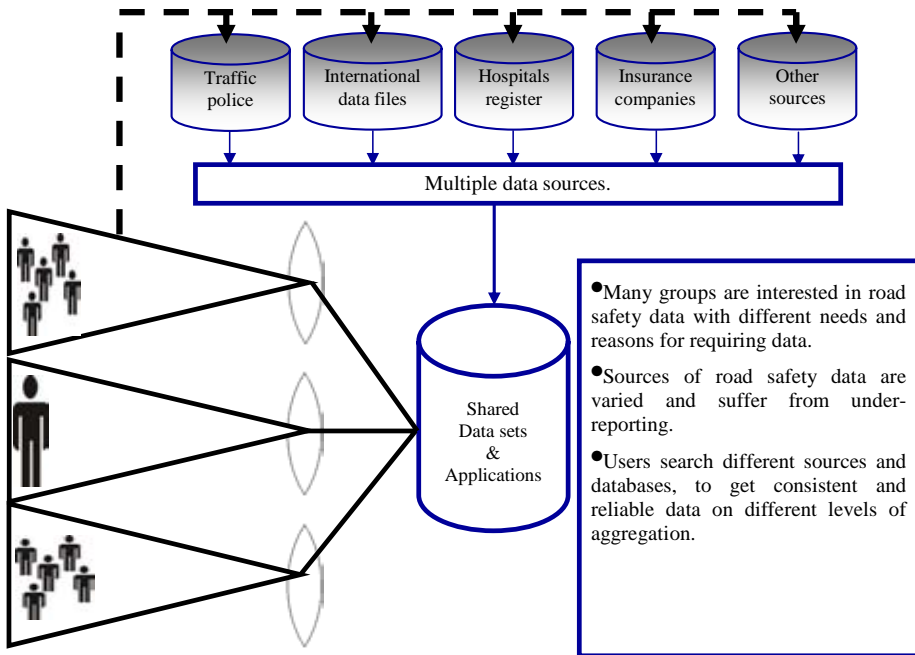 Traffic
police
International
data files
Hospitals
register
Insurance
companies
Other
sources
Multiple data sources.
Shared
Data sets
&
Applications
●Many groups are interested in road
safety data with different needs and
reasons for requiring data.
●Sources of road safety data are
varied and suffer from under-
reporting.
●Users search different sources and
databases, to get consistent and
reliable data on different levels of
aggregation.